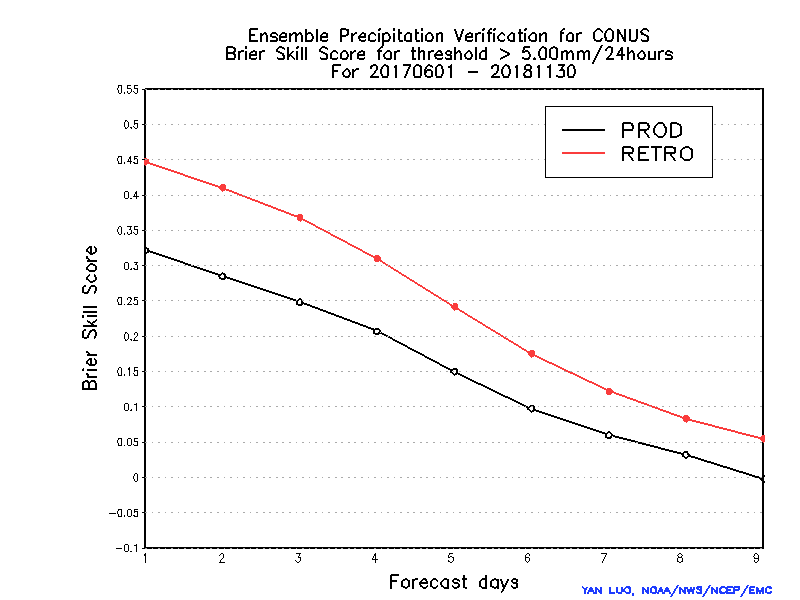 Ensemble Precipitation Verification for CONUS
Brier Skill Score for threshold > 5.00mm/24hours
For 20170601 - 20181130
PROD
RETRO
Brier Skill Score
0.55
0.5
0.45
0.4
0.35
0.3
0.25
0.2
0.15
0.1
0.05
0
-0.05
-0.1
1 2 3 4 5 6 7 8 9
Forecast days
YAN LUO, NOAA/NWS/NCEP/EMC